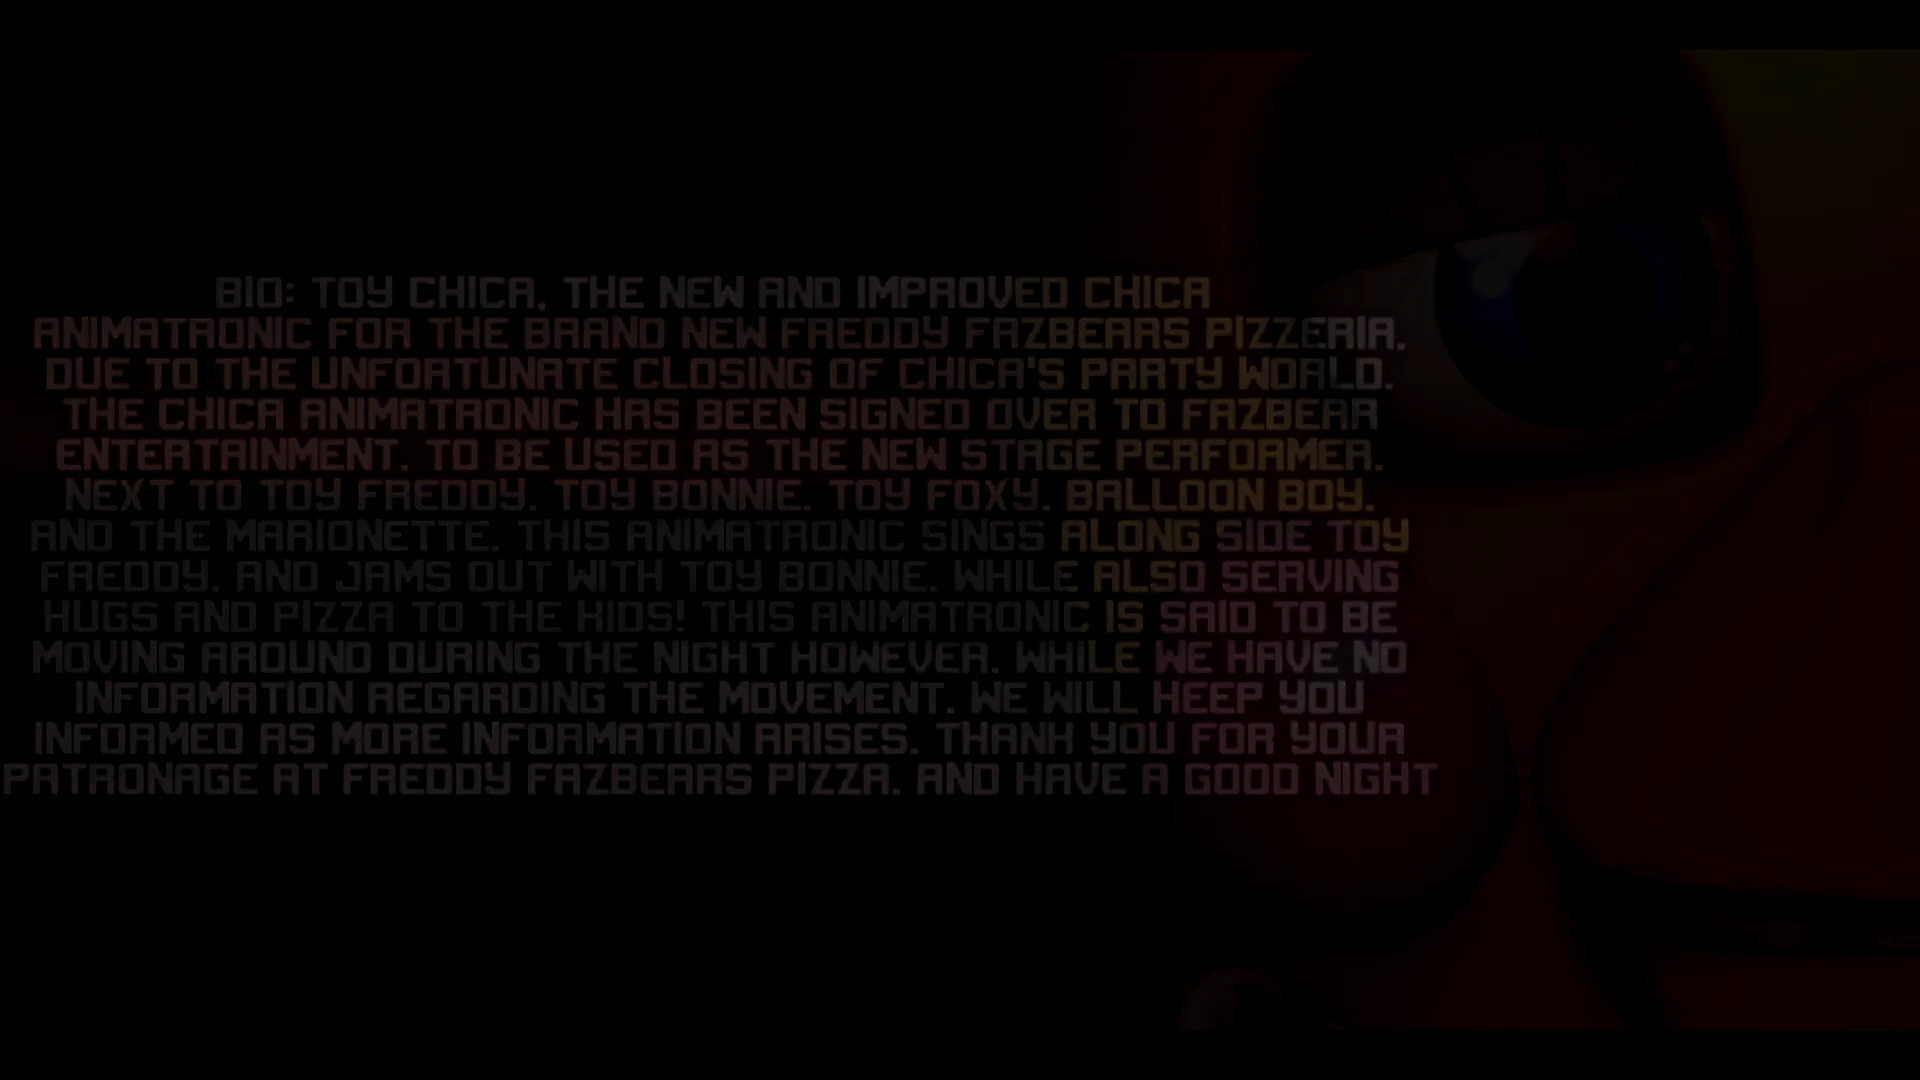 BIO: TOY CHICA, THE NEW AND IMPROVED CHICA
ANIMATRONIC FOR THE BRAND NEW FREDDY FAZBEARS PIZZERIA.
DUE TO THE UNFORTUNATE CLOSING OF CHICA'S PARTY WORLD.
THE CHICA ANIMATRONIC HAS BEEN SIGNED OVER TO FAZBEAR
ENTERTAINMENT. TO BE USED AS THE NEW STAGE PERFORMER.
NEXT TO TOY FREDDY. TOY BONNIE. TOY FOXY. BALLOON BOY.
AND THE MARIONETTE. THIS ANIMATRONIC SINGS ALONG SIDE TOY
FREDDY. AND JAMS OUT WITH TOY BONNIE. WHILE ALSO SERVING
HUGS AND PIZZA TO THE KIDS! THIS ANIMATRONIC IS SAID TO BE
MOVING AROUND DURING THE NIGHT HOWEVER. WHILE WE HAVE NO
INFORMATION REGARDING THE MOVEMENT. WE WILL KEEP YOU
INFORMED AS MORE INFORMATION ARISES. THANK YOU FOR YOUR
PATRONAGE AT FREDDY FAZBEARS PIZZA. AND HAVE A GOOD NIGHT